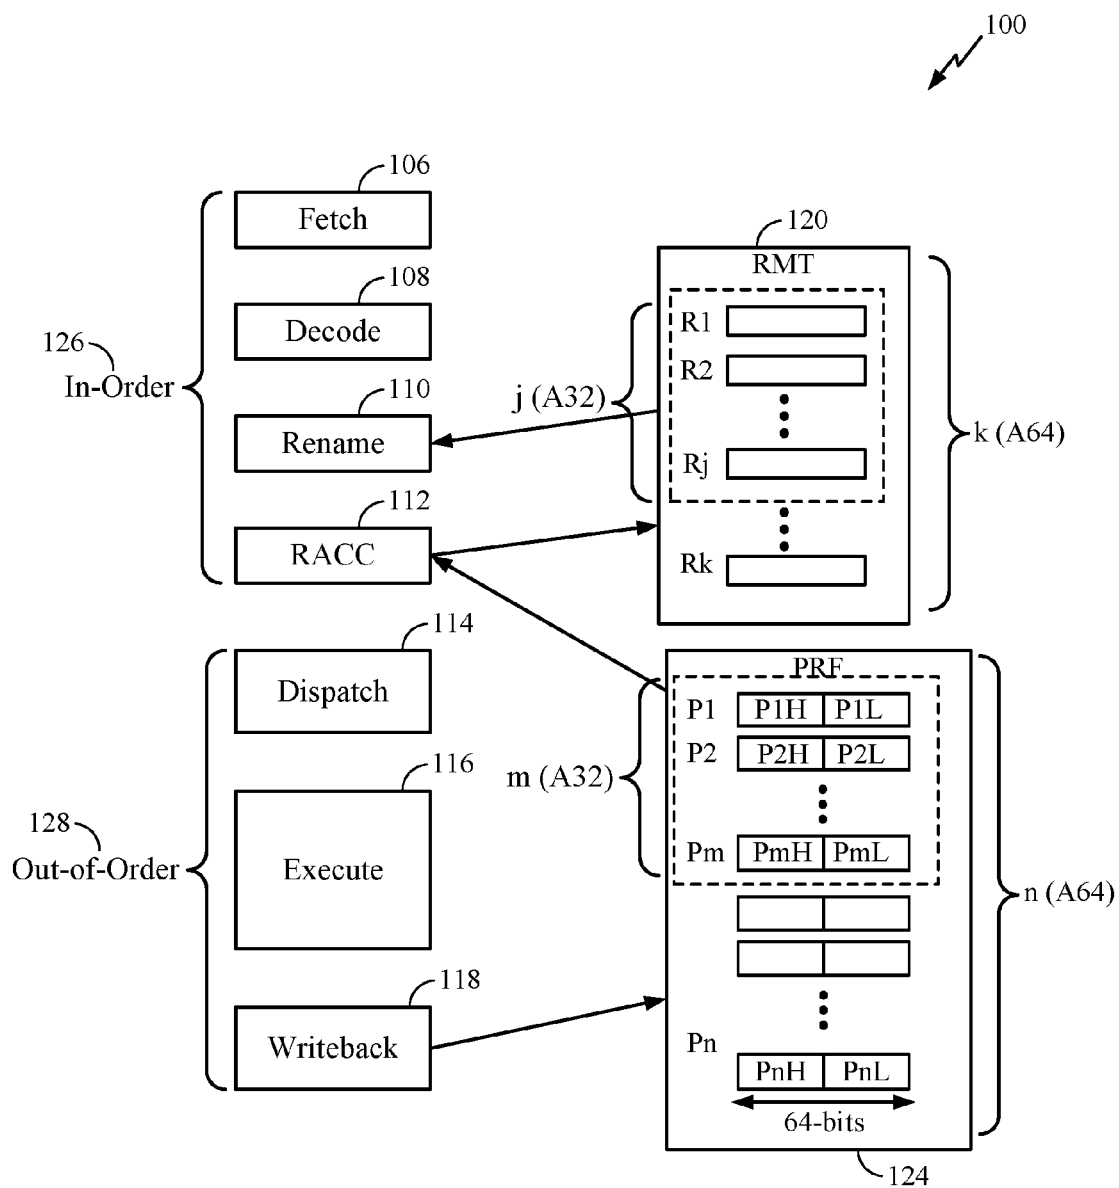 100
106
Fetch
108
Decode
126
In-Order
110
Rename
112
RACC
120
RMT
R1
R2
j (A32)
Rj
k (A64)
Rk
114
Dispatch
116
Execute
128
Out-of-Order
118
Writeback
PRF
P1 P1H P1L
P2 P2H P2L
m (A32)
Pm PmH PmL
n (A64)
Pn
PnH PnL
64-bits
124